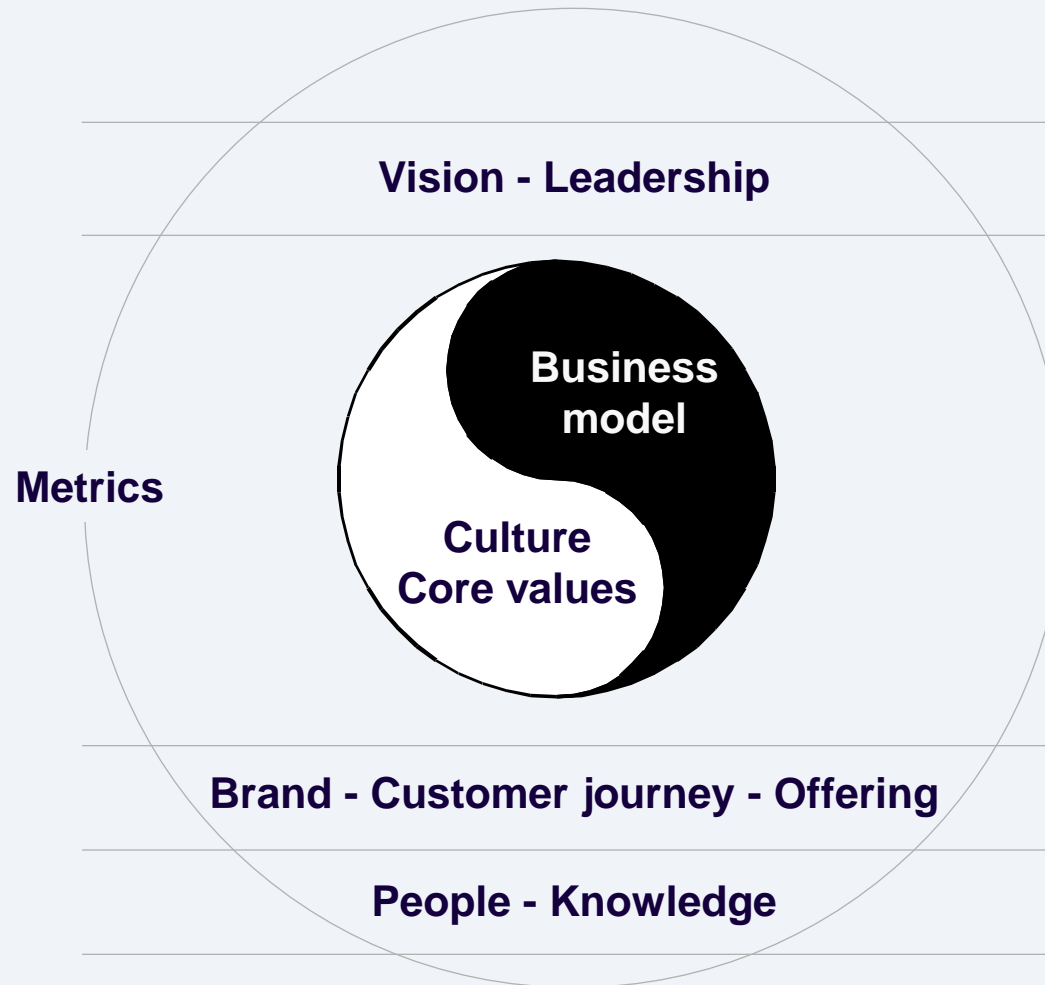 Vision - Leadership
Business
model
Metrics
Culture
Core values
Brand - Customer journey - Offering
People - Knowledge